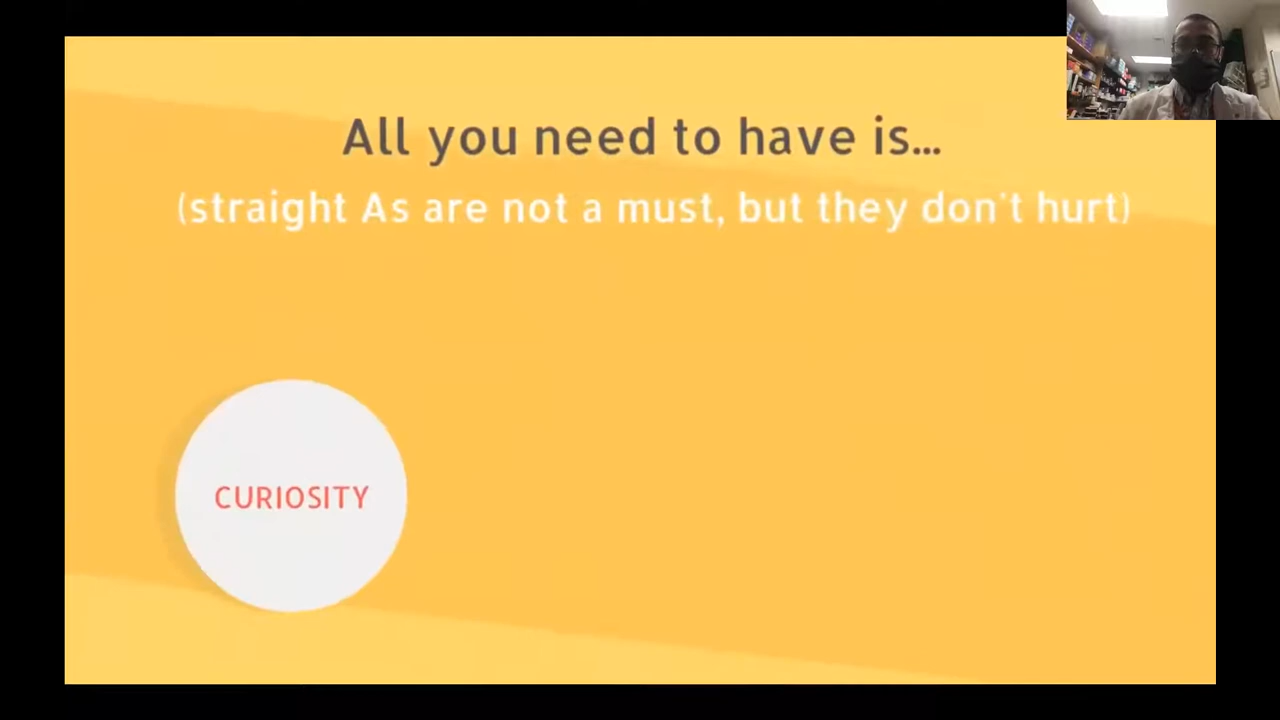 All you need to have is...
(straight As are not a must, but they don't hurt)
CURIOSITY